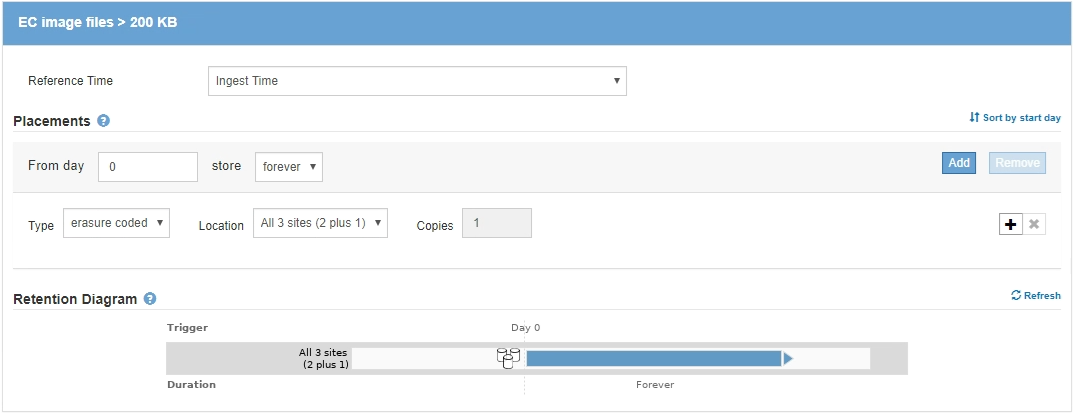 EC image files > 200 KB
Reference Time Ingest Time
Placements ? Sort by start day
From day 0 store forever Add Remove
Type erasure coded Location All 3 sites (2 plus 1) Copies 1
Retention Diagram ? Refresh
Trigger Day 0
All 3 sites
(2 plus 1)
Duration Forever